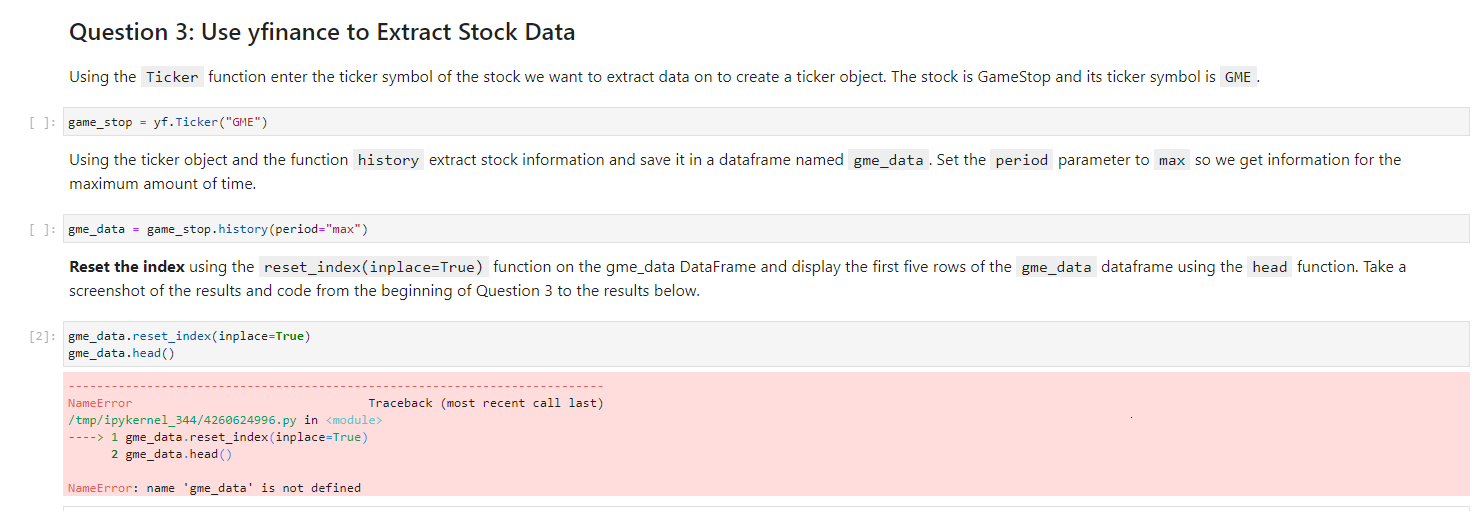 Question 3: Use yfinance to Extract Stock Data
Using the Ticker function enter the ticker symbol of the stock we want to extract data on to create a ticker object. The stock is GameStop and its ticker symbol is GME .
[ ]: game_stop = yf.Ticker("GME")
Using the ticker object and the function history extract stock information and save it in a dataframe named gme_data . Set the period parameter to max so we get information for the
maximum amount of time.
[ ]: gme_data = game_stop.history(period="max")
Reset the index using the reset_index(inplace=True) function on the gme_data DataFrame and display the first five rows of the gme_data dataframe using the head function. Take a
screenshot of the results and code from the beginning of Question 3 to the results below.
[2]: gme_data.reset_index(inplace=True)
gme_data.head()
---------------------------------------------------------------------------
NameError                                 Traceback (most recent call last)
/tmp/ipykernel_344/4260624996.py in <module>
----> 1 gme_data.reset_index(inplace=True)
      2 gme_data.head()
NameError: name 'gme_data' is not defined